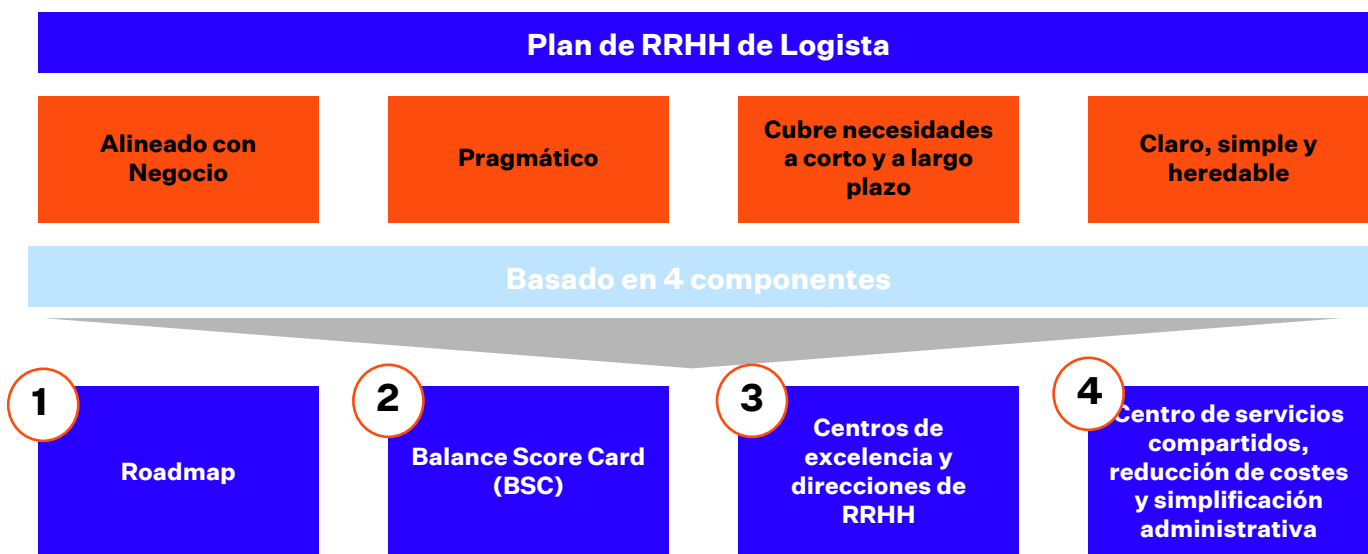 Plan de RRHH de Logista
Alineado con
Negocio
Pragmático
Cubre necesidades
a corto y a largo
plazo
Claro, simple y
heredable
Basado en 4 componentes
1
Roadmap
2
Balance Score Card
(BSC)
3
Centros de
excelencia y
direcciones de
RRHH
4
Centro de servicios
compartidos,
reducción de costes
y simplificación
administrativa